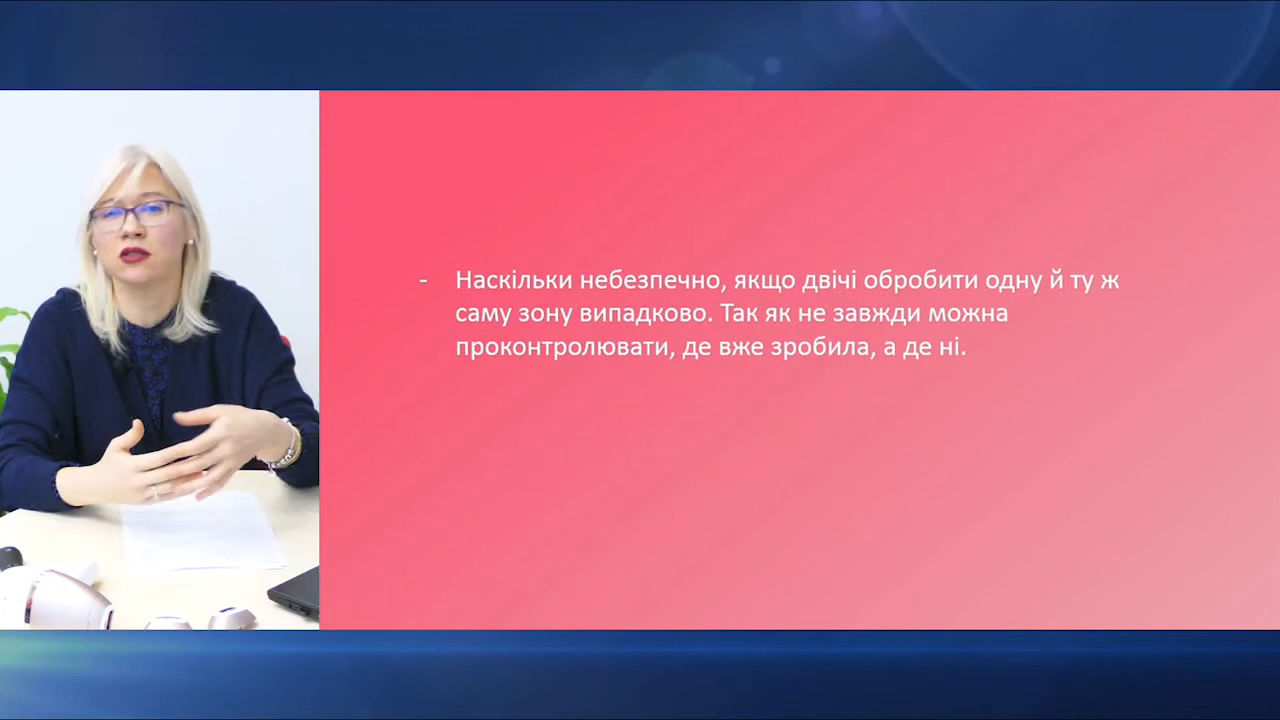 - Наскільки небезпечно, якщо двічі обробити одну й ту ж
саму зону випадково. Так як не завжди можна
проконтролювати, де вже зробила, а де ні.